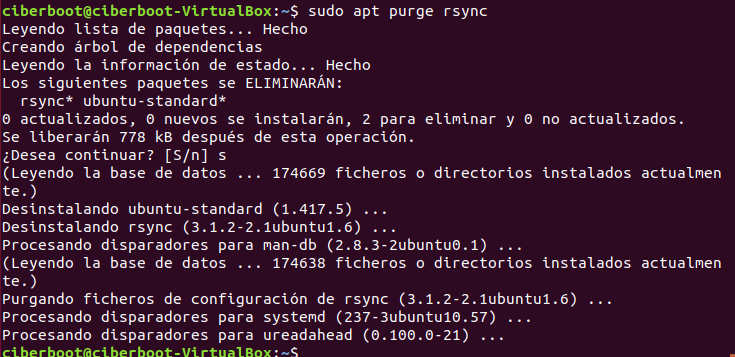 ciberboot@ciberboot-VirtualBox:~$ sudo apt purge rsync
Leyendo lista de paquetes... Hecho
Creando árbol de dependencias
Leyendo la información de estado... Hecho
Los siguientes paquetes se ELIMINARÁN:
  rsync* ubuntu-standard*
0 actualizados, 0 nuevos se instalarán, 2 para eliminar y 0 no actualizados.
Se liberarán 778 kB después de esta operación.
¿Desea continuar? [S/n] s
(Leyendo la base de datos ... 174669 ficheros o directorios instalados actualmen
te.)
Desinstalando ubuntu-standard (1.417.5) ...
Desinstalando rsync (3.1.2-2.1ubuntu1.6) ...
Procesando disparadores para man-db (2.8.3-2ubuntu0.1) ...
(Leyendo la base de datos ... 174638 ficheros o directorios instalados actualmen
te.)
Purgando ficheros de configuración de rsync (3.1.2-2.1ubuntu1.6) ...
Procesando disparadores para systemd (237-3ubuntu10.57) ...
Procesando disparadores para ureadahead (0.100.0-21) ...
ciberboot@ciberboot-VirtualBox:~$